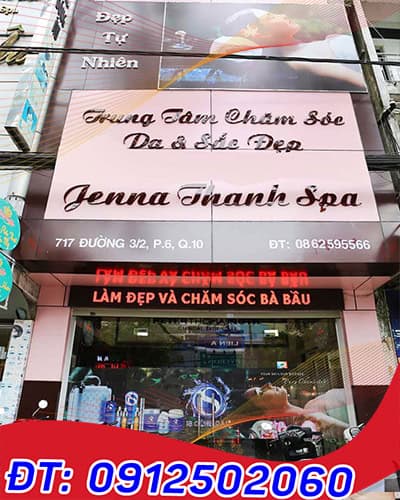 Đẹp
Tự
Nhiên
Trung Tâm Chăm Sóc
Da & Sắc Đẹp
Jenna Thanh Spa
717 ĐƯỜNG 3/2, P.6, Q.10
ĐT: 0862595566
LÀM ĐẸP VÀ CHĂM SÓC BÀ BẦU
ĐT: 0912502060